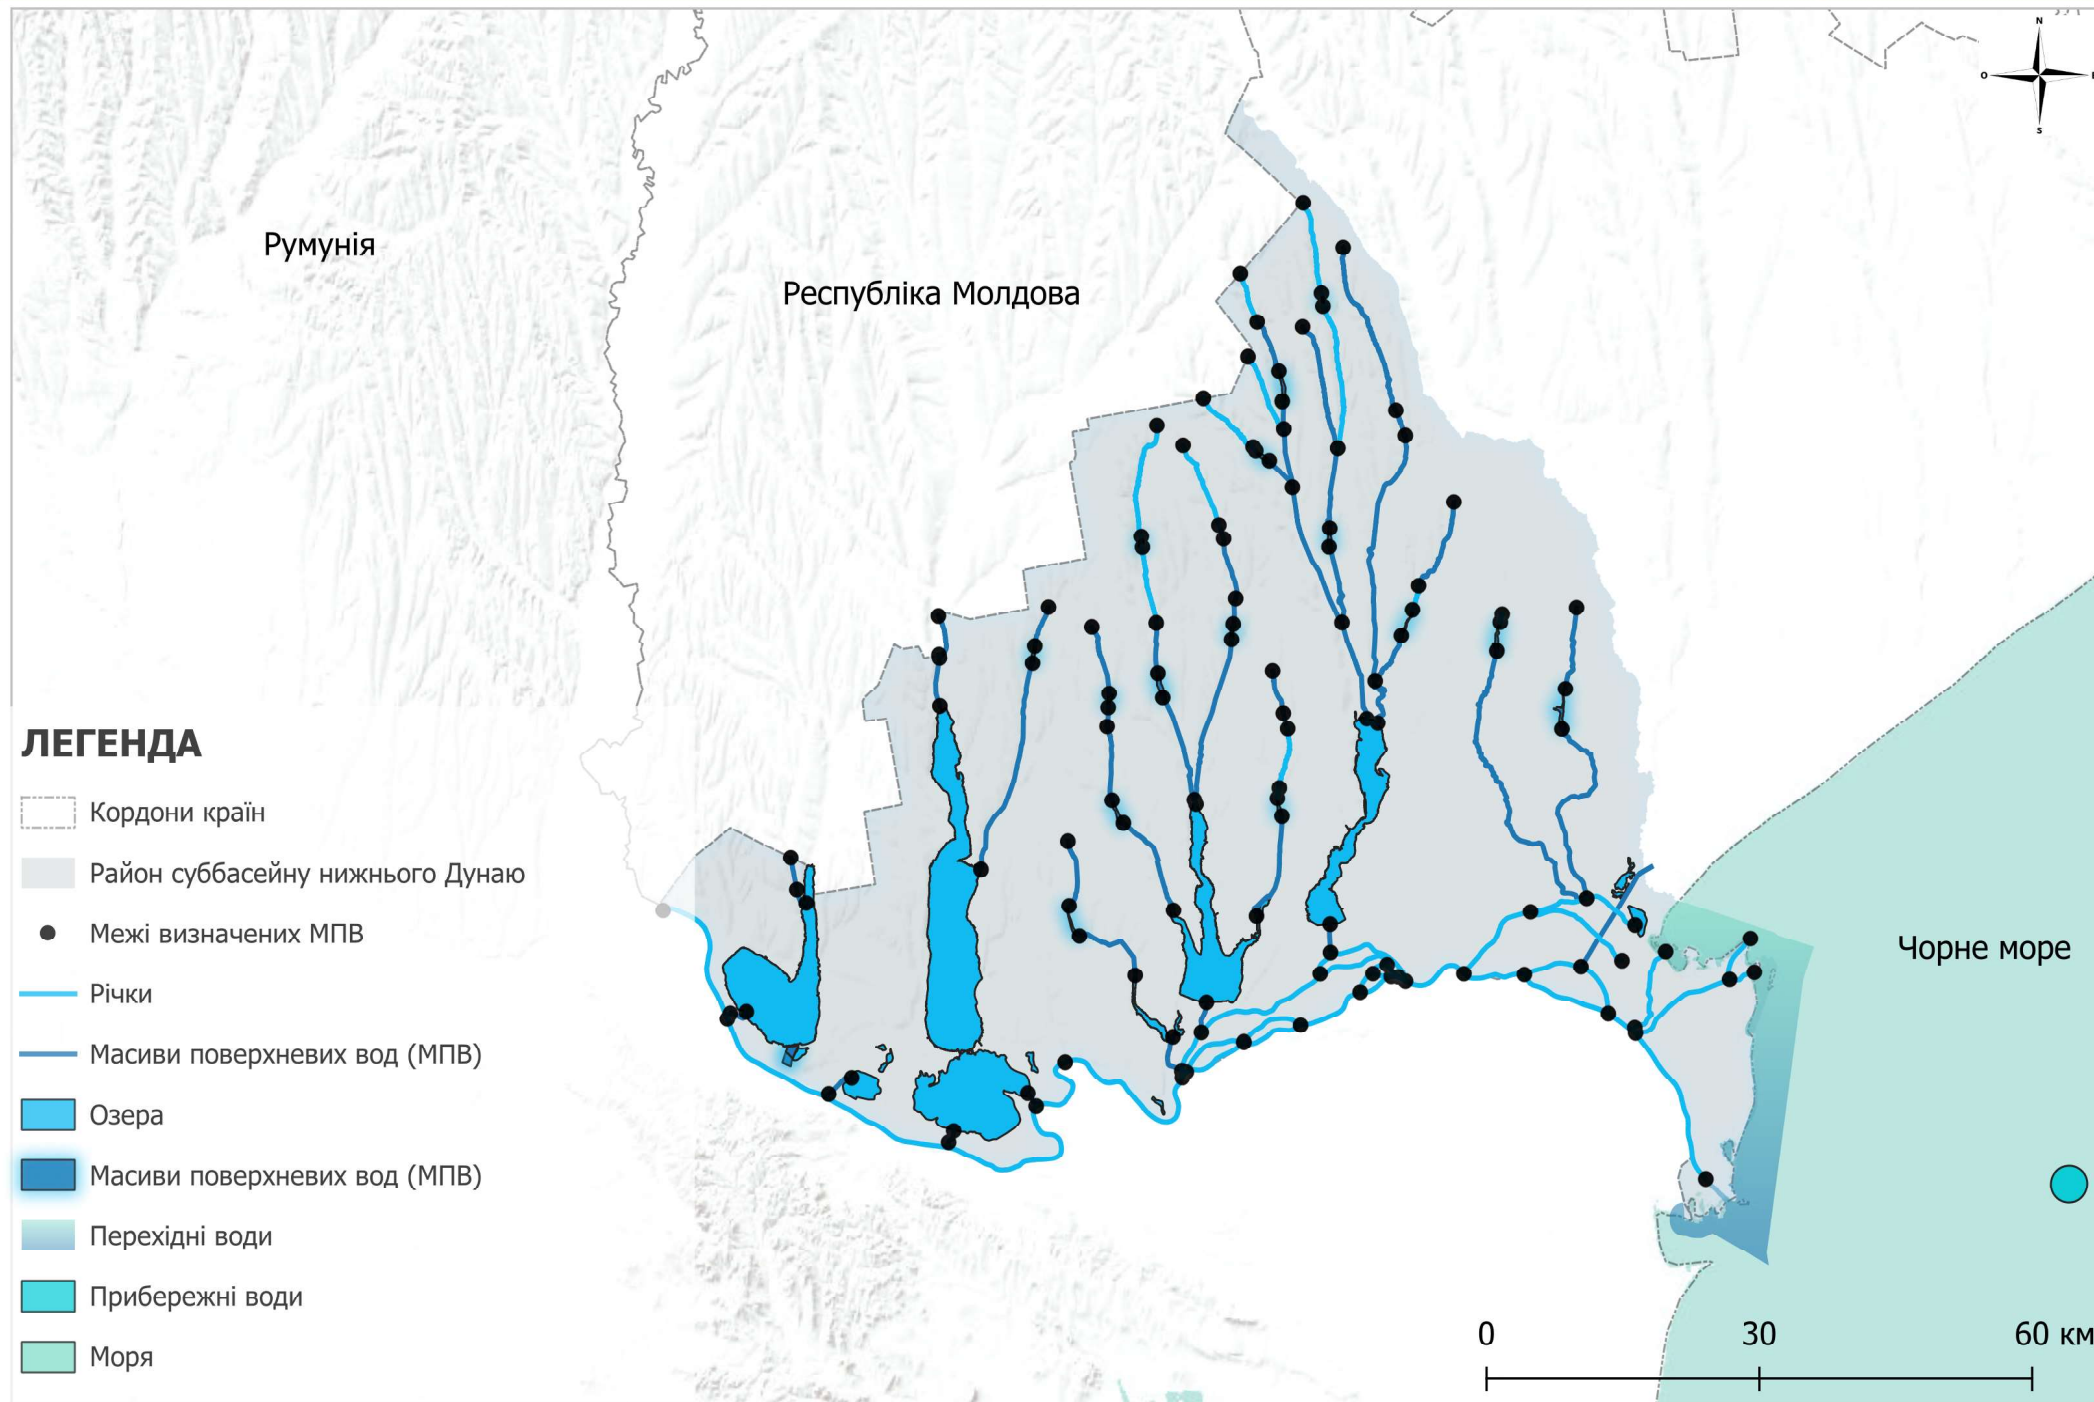 N
O
S
Румунія
Республіка Молдова
Чорне море
ЛЕГЕНДА
Кордони країн
Район суббасейну нижнього Дунаю
Межі визначених МПВ
Річки
Масиви поверхневих вод (МПВ)
Озера
Масиви поверхневих вод (МПВ)
Перехідні води
Прибережні води
Моря
0 30 60 км